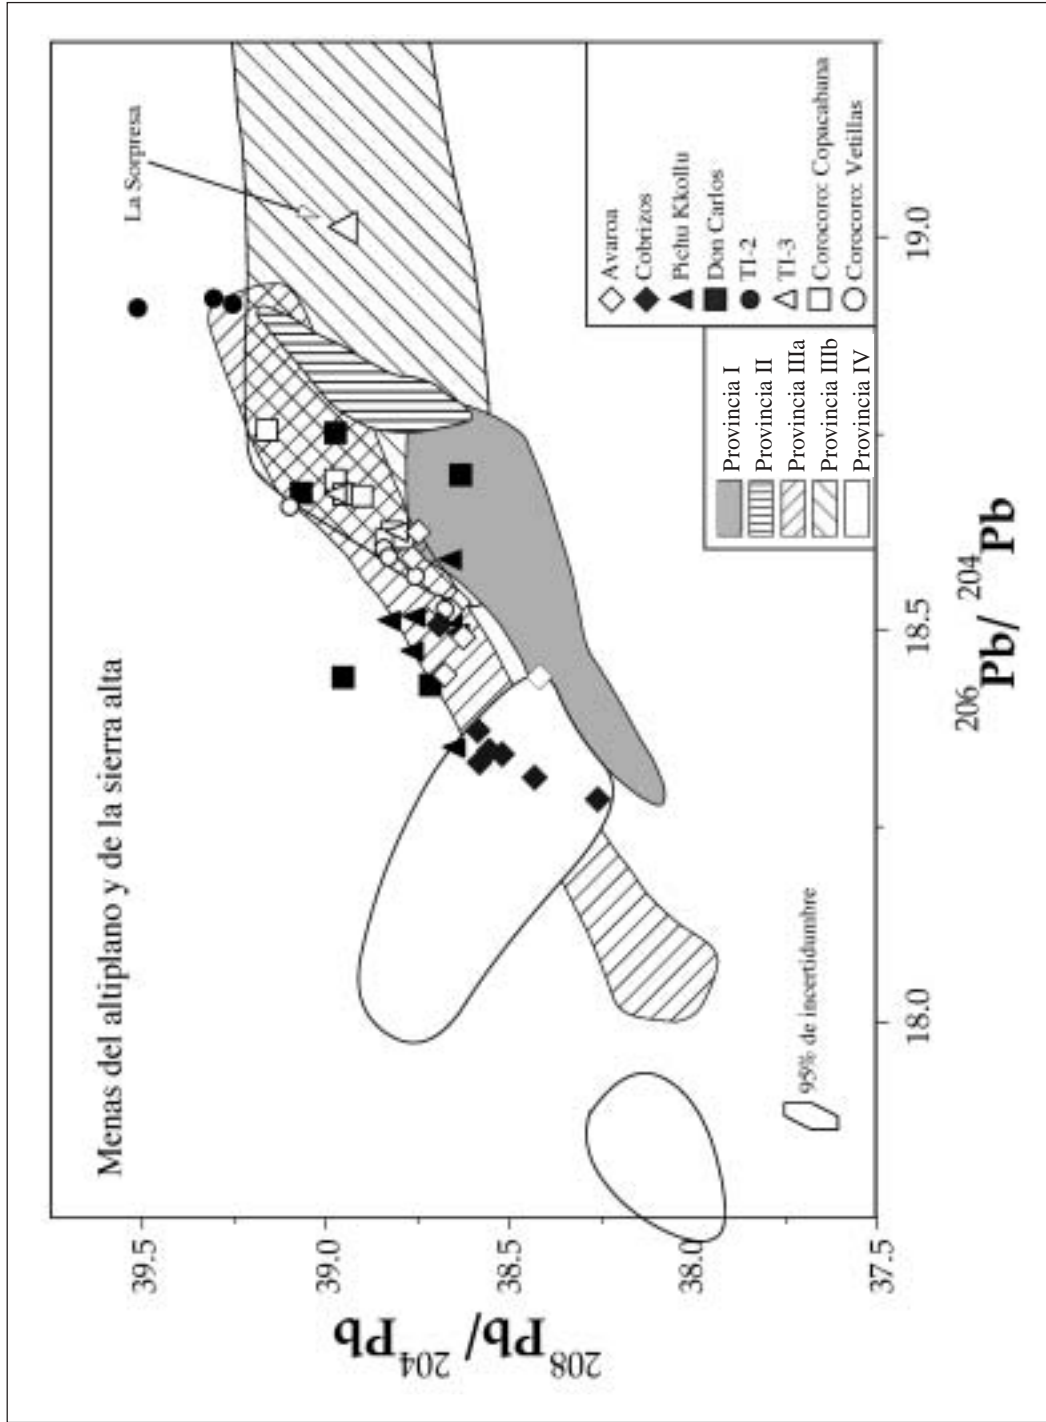 Menas del altiplano y de la sierra alta
La Sorpresa
39.5
39.0
38.5
38.0
37.5
208Pb/ 204Pb
95% de incertidumbre
Provincia I
Provincia II
Provincia IIIa
Provincia IIIb
Provincia IV
Avaroa
Cobrizos
Pichu Kkollu
Don Carlos
TI-2
TI-3
Corocoro: Copacabana
Corocoro: Vetillas
18.0
18.5
19.0
206Pb/ 204Pb